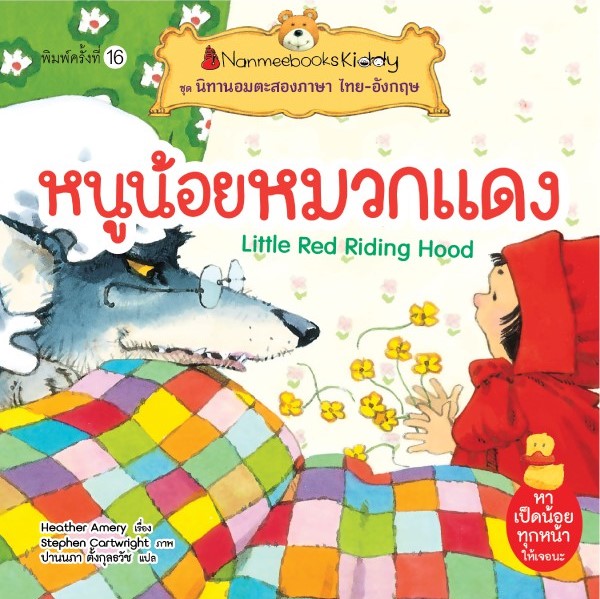 พิมพ์ครั้งที่ 16
Nanmeebooks Kiddy
ชุด นิทานอมตะสองภาษา ไทย-อังกฤษ
หนูน้อยหมวกแดง
Little Red Riding Hood
Heather Amery เรื่อง
Stephen Cartwright ภาพ
ปานนภา ตั้งกุลธวัช แปล
หา
เป็ดน้อย
ทุกหน้า
ให้เจอนะ